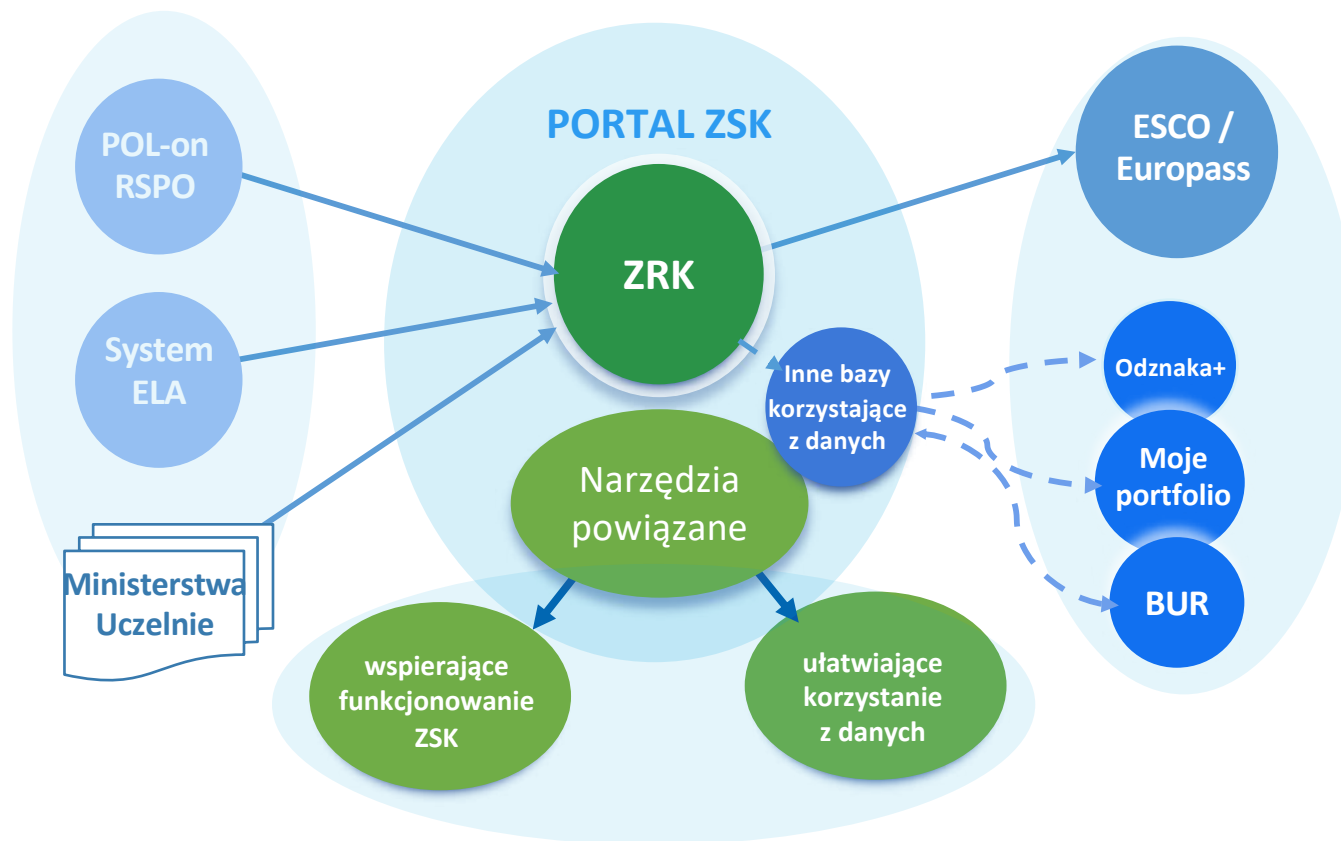 PORTAL ZSK
POL-on
RSPO
System
ELA
Ministerstwa
Uczelnie
ZRK
Inne bazy
korzystające
z danych
Narzędzia
powiązane
wspierające
funkcjonowanie
ZSK
ułatwiające
korzystanie
z danych
ESCO /
Europass
Odznaka+
Moje
portfolio
BUR